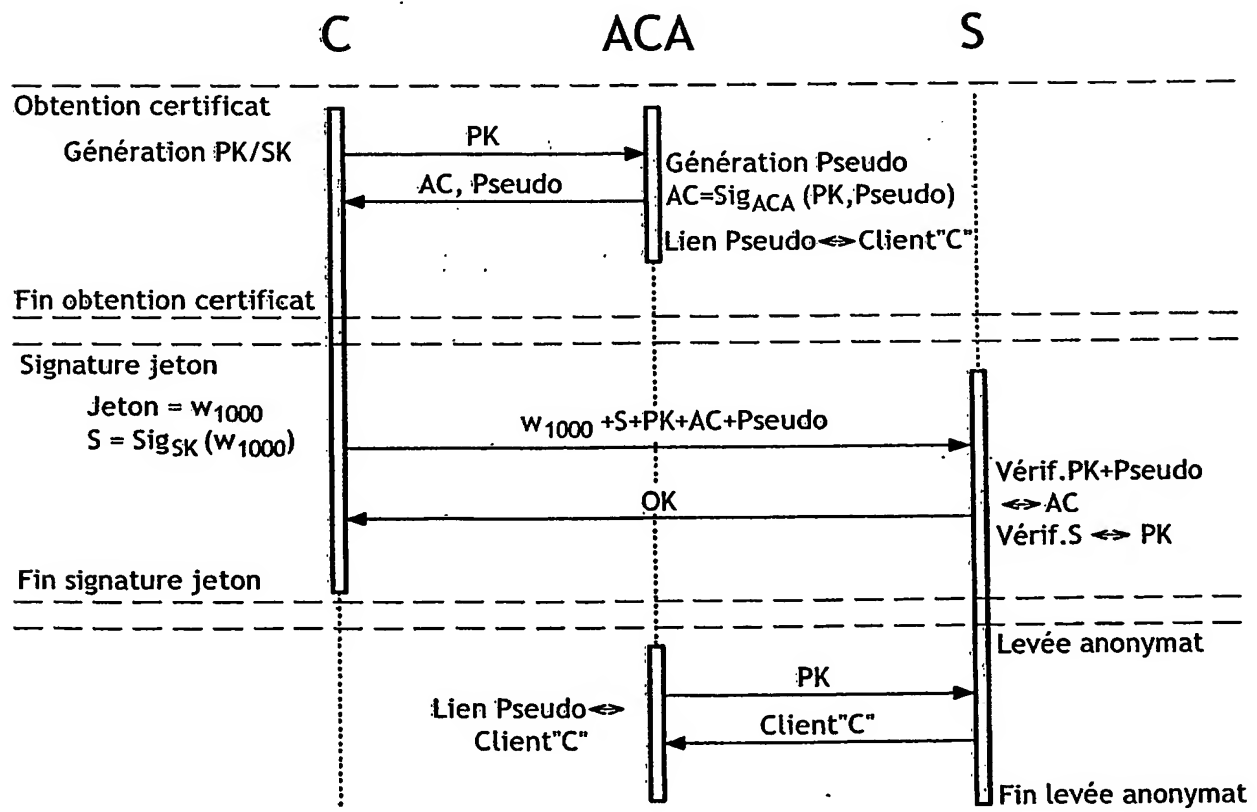 C ACA S
Obtention certificat
Génération PK/SK
PK
Génération Pseudo
AC, Pseudo
AC=SigACA (PK,Pseudo)
Lien Pseudo<=>Client"C"
Fin obtention certificat
Signature jeton
Jeton = w1000
S = SigSK (w1000)
w1000 +S+PK+AC+Pseudo
Vérif.PK+Pseudo
<=>AC
OK
Vérif.S <=> PK
Fin signature jeton
Levée anonymat
PK
Lien Pseudo<=>
Client"C"
Client"C"
Fin levée anonymat